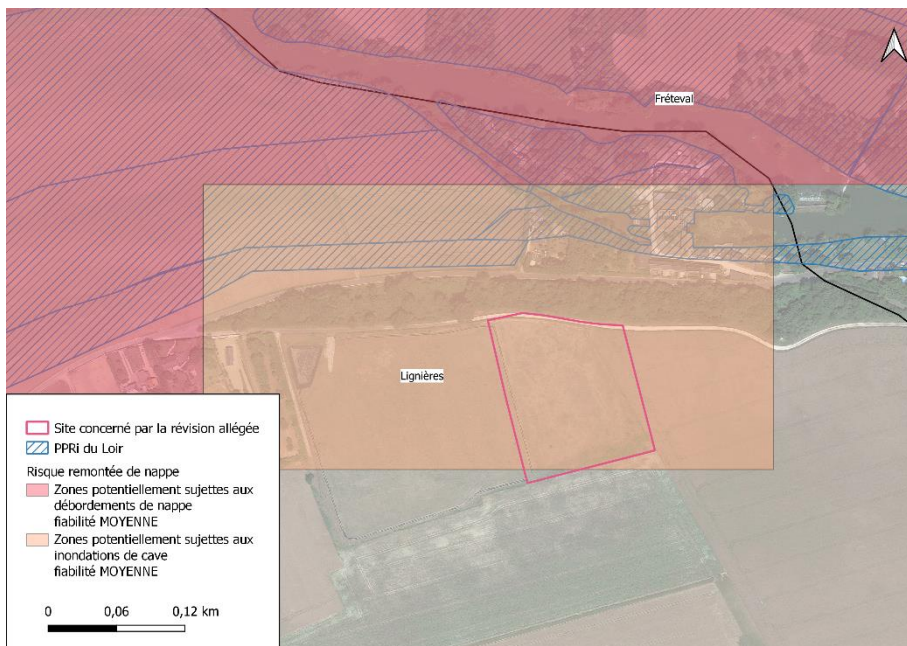 Fréteval
Lignières
Site concerné par la révision allégée
PPRi du Loir
Risque remontée de nappe
Zones potentiellement sujettes aux
débordements de nappe
fiabilité MOYENNE
Zones potentiellement sujettes aux
inondations de cave
fiabilité MOYENNE
0 0,06 0,12 km